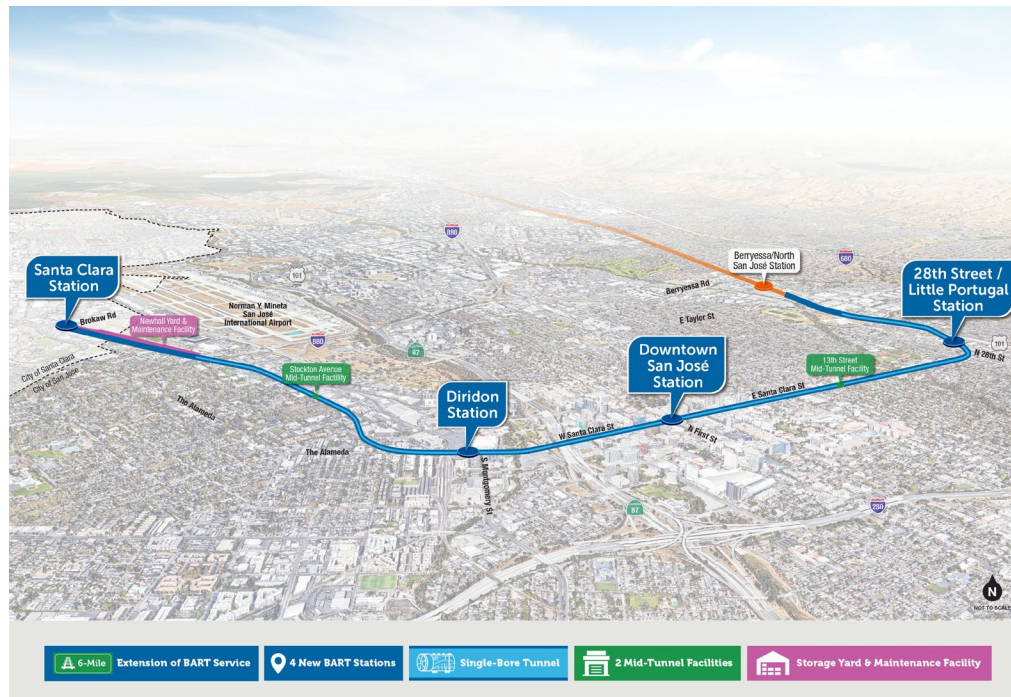 880
Santa Clara
Station
Berryessa/North
San José Station
680
28th Street /
Little Portugal
Station
101
Brokaw Rd
Norman Y. Mineta
San José
International Airport
Berryessa Rd
Newhall Yard &
Maintenance Facility
E Taylor St
880
87
101
N 28th St
City of Santa Clara
City of San Jose
Stockton Avenue
Mid-Tunnel Factility
Downtown
San José
Station
13th Street
Mid-Tunnel Facility
Diridon
Station
E Santa Clara St
The Alameda
W Santa Clara St
N First St
The Alameda
S Montgomery St
87
280
N
NOT TO SCALE
6-Mile Extension of BART Service
4 New BART Stations
Single-Bore Tunnel
2 Mid-Tunnel Facilities
Storage Yard & Maintenance Facility